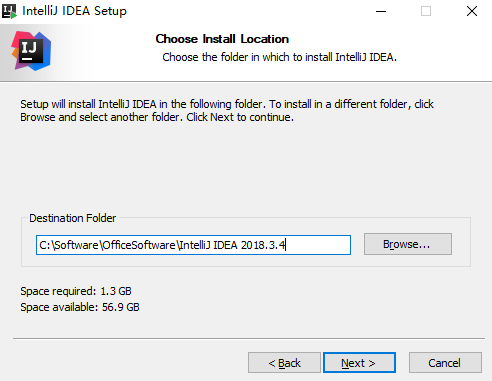 IntelliJ IDEA Setup
IJ
Choose Install Location
Choose the folder in which to install IntelliJ IDEA.
Setup will install IntelliJ IDEA in the following folder. To install in a different folder, click
Browse and select another folder. Click Next to continue.
Destination Folder
C:\Software\OfficeSoftware\IntelliJ IDEA 2018.3.4
Browse...
Space required: 1.3 GB
Space available: 56.9 GB
< Back
Next >
Cancel